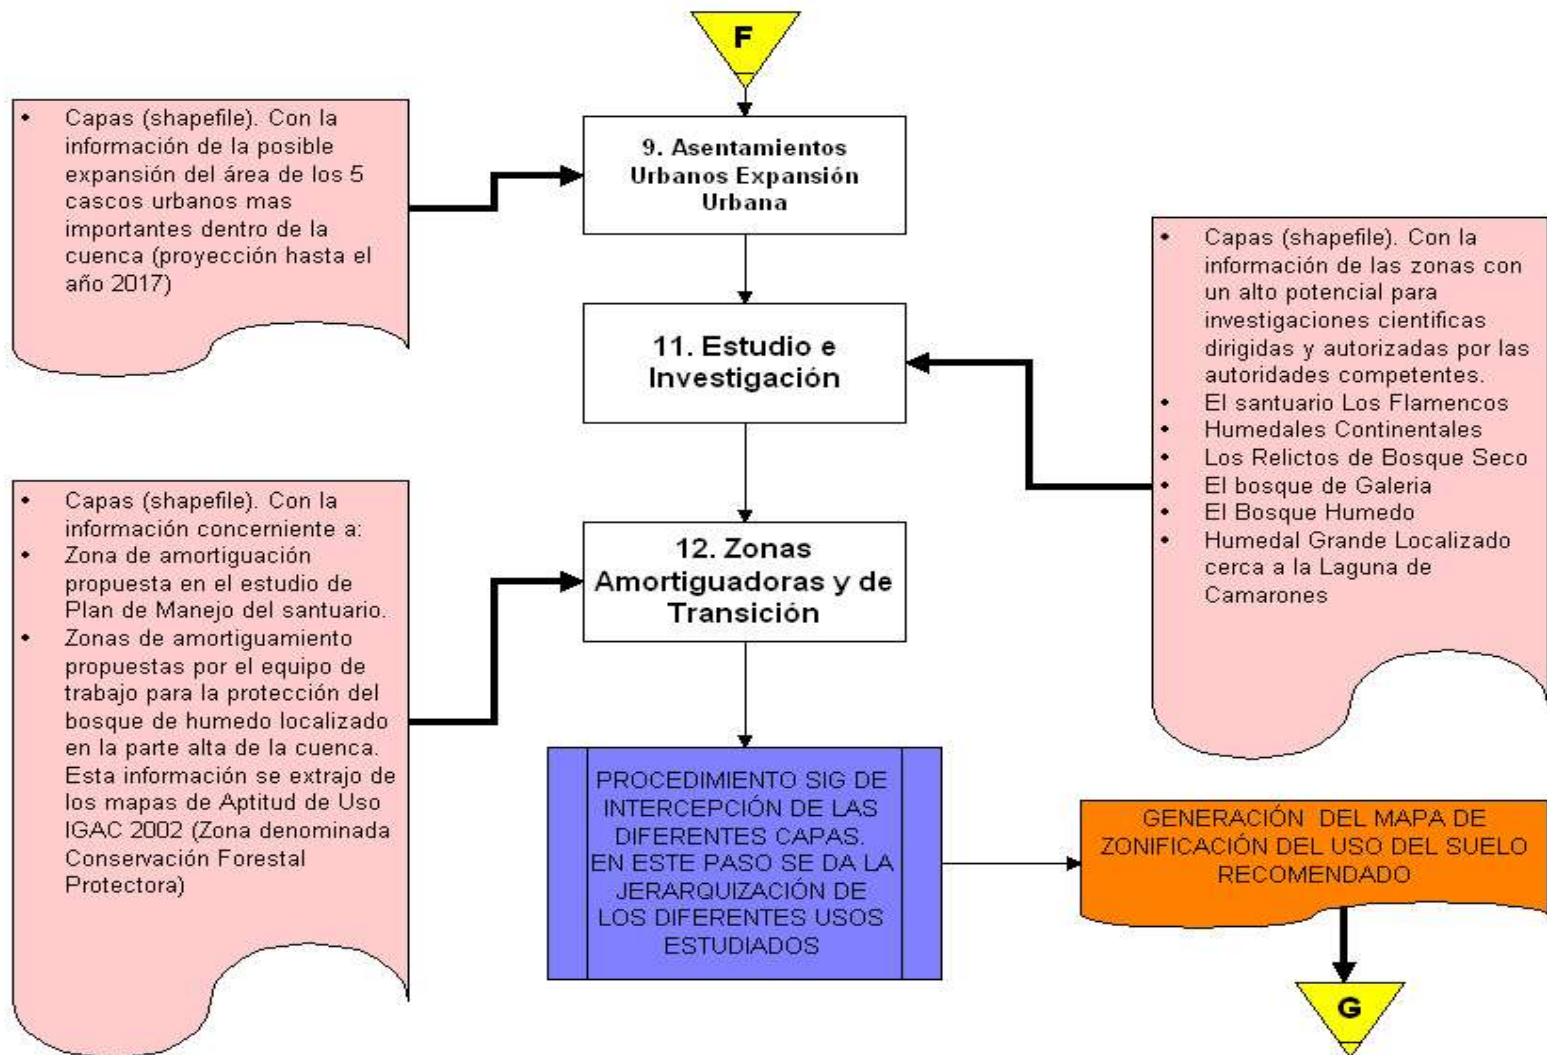 F
• Capas (shapefile). Con la
información de la posible
expansión del área de los 5
cascos urbanos mas
importantes dentro de la
cuenca (proyección hasta el
año 2017)
9. Asentamientos
Urbanos Expansión
Urbana
• Capas (shapefile). Con la
información de las zonas con
un alto potencial para
investigaciones cientificas
dirigidas y autorizadas por las
autoridades competentes.
• El santuario Los Flamencos
• Humedales Continentales
• Los Relictos de Bosque Seco
• El bosque de Galeria
• El Bosque Humedo
• Humedal Grande Localizado
cerca a la Laguna de
Camarones
11. Estudio e
Investigación
• Capas (shapefile). Con la
información concerniente a:
• Zona de amortiguación
propuesta en el estudio de
Plan de Manejo del santuario.
• Zonas de amortiguamiento
propuestas por el equipo de
trabajo para la protección del
bosque de humedo localizado
en la parte alta de la cuenca.
Esta información se extrajo de
los mapas de Aptitud de Uso
IGAC 2002 (Zona denominada
Conservación Forestal
Protectora)
12. Zonas
Amortiguadoras y de
Transición
PROCEDIMIENTO SIG DE
INTERCEPCIÓN DE LAS
DIFERENTES CAPAS.
EN ESTE PASO SE DA LA
JERARQUIZACIÓN DE
LOS DIFERENTES USOS
ESTUDIADOS
GENERACIÓN DEL MAPA DE
ZONIFICACIÓN DEL USO DEL SUELO
RECOMENDADO
G